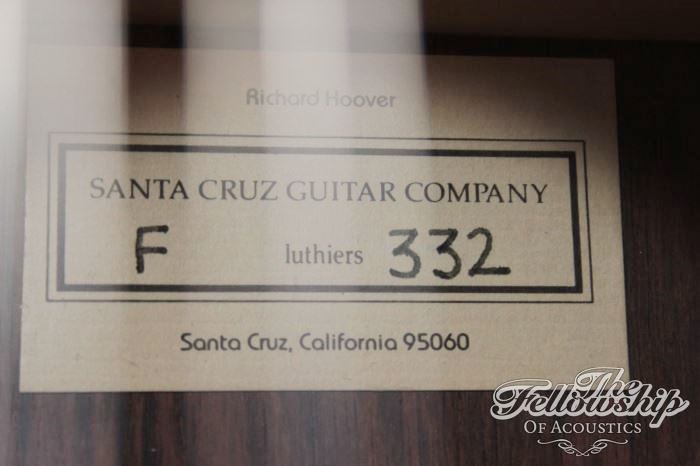 Richard Hoover
SANTA CRUZ GUITAR COMPANY
F luthiers 332
Santa Cruz, California 95060
The
Fellowship
OF ACOUSTICS